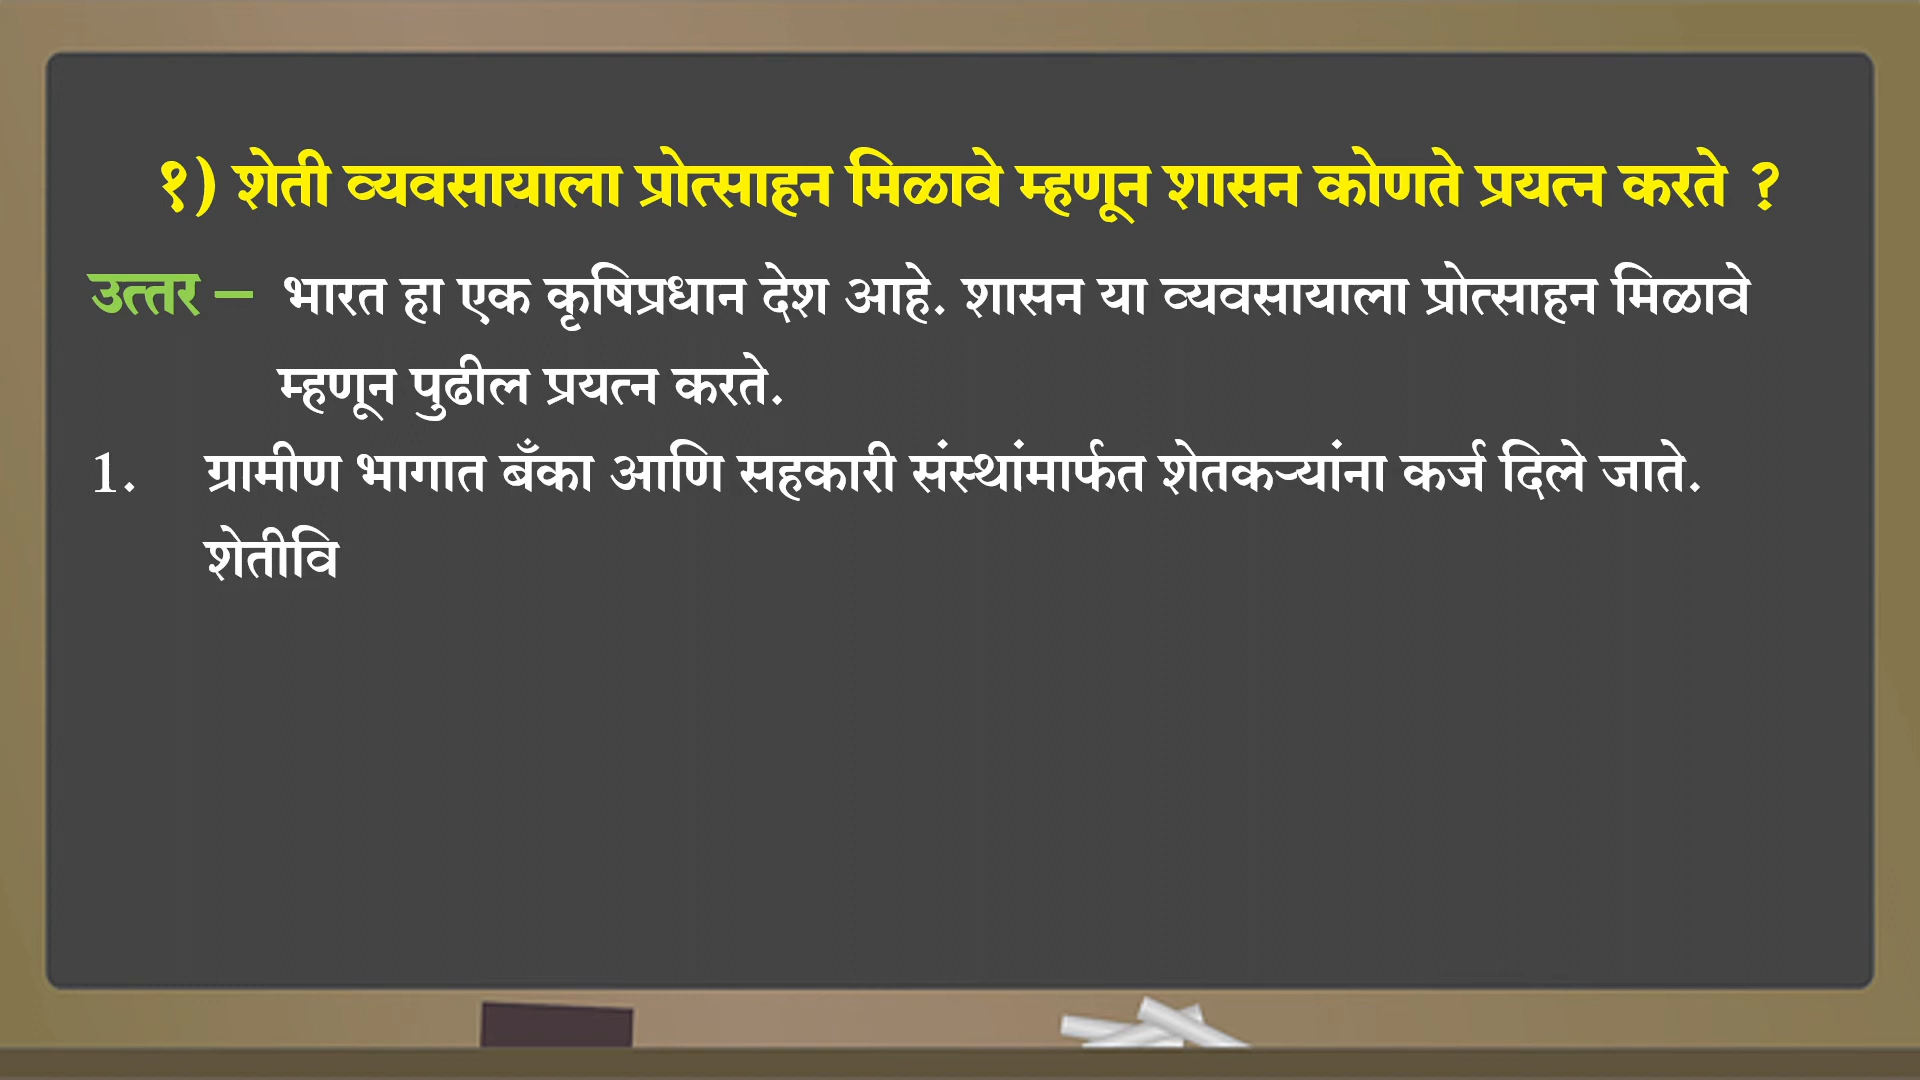 १) शेती व्यवसायाला प्रोत्साहन मिळावे म्हणून शासन कोणते प्रयत्न करते ?
उत्तर – भारत हा एक कृषिप्रधान देश आहे. शासन या व्यवसायाला प्रोत्साहन मिळावे
म्हणून पुढील प्रयत्न करते.
1. ग्रामीण भागात बँका आणि सहकारी संस्थांमार्फत शेतकऱ्यांना कर्ज दिले जाते.
शेतीवि